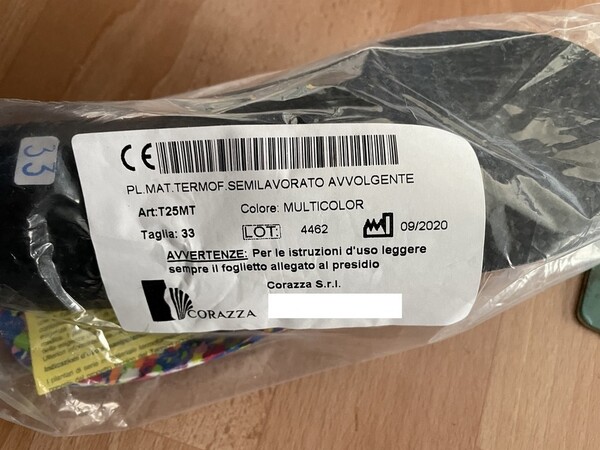 33
CE
PL.MAT.TERMOF.SEMILAVORATO AVVOLGENTE
Art:T25MT Colore: MULTICOLOR
Taglia: 33 LOT: 4462 09/2020
AVVERTENZE: Per le istruzioni d'uso leggere
sempre il foglietto allegato al presidio
Corazza S.r.l.
CORAZZA